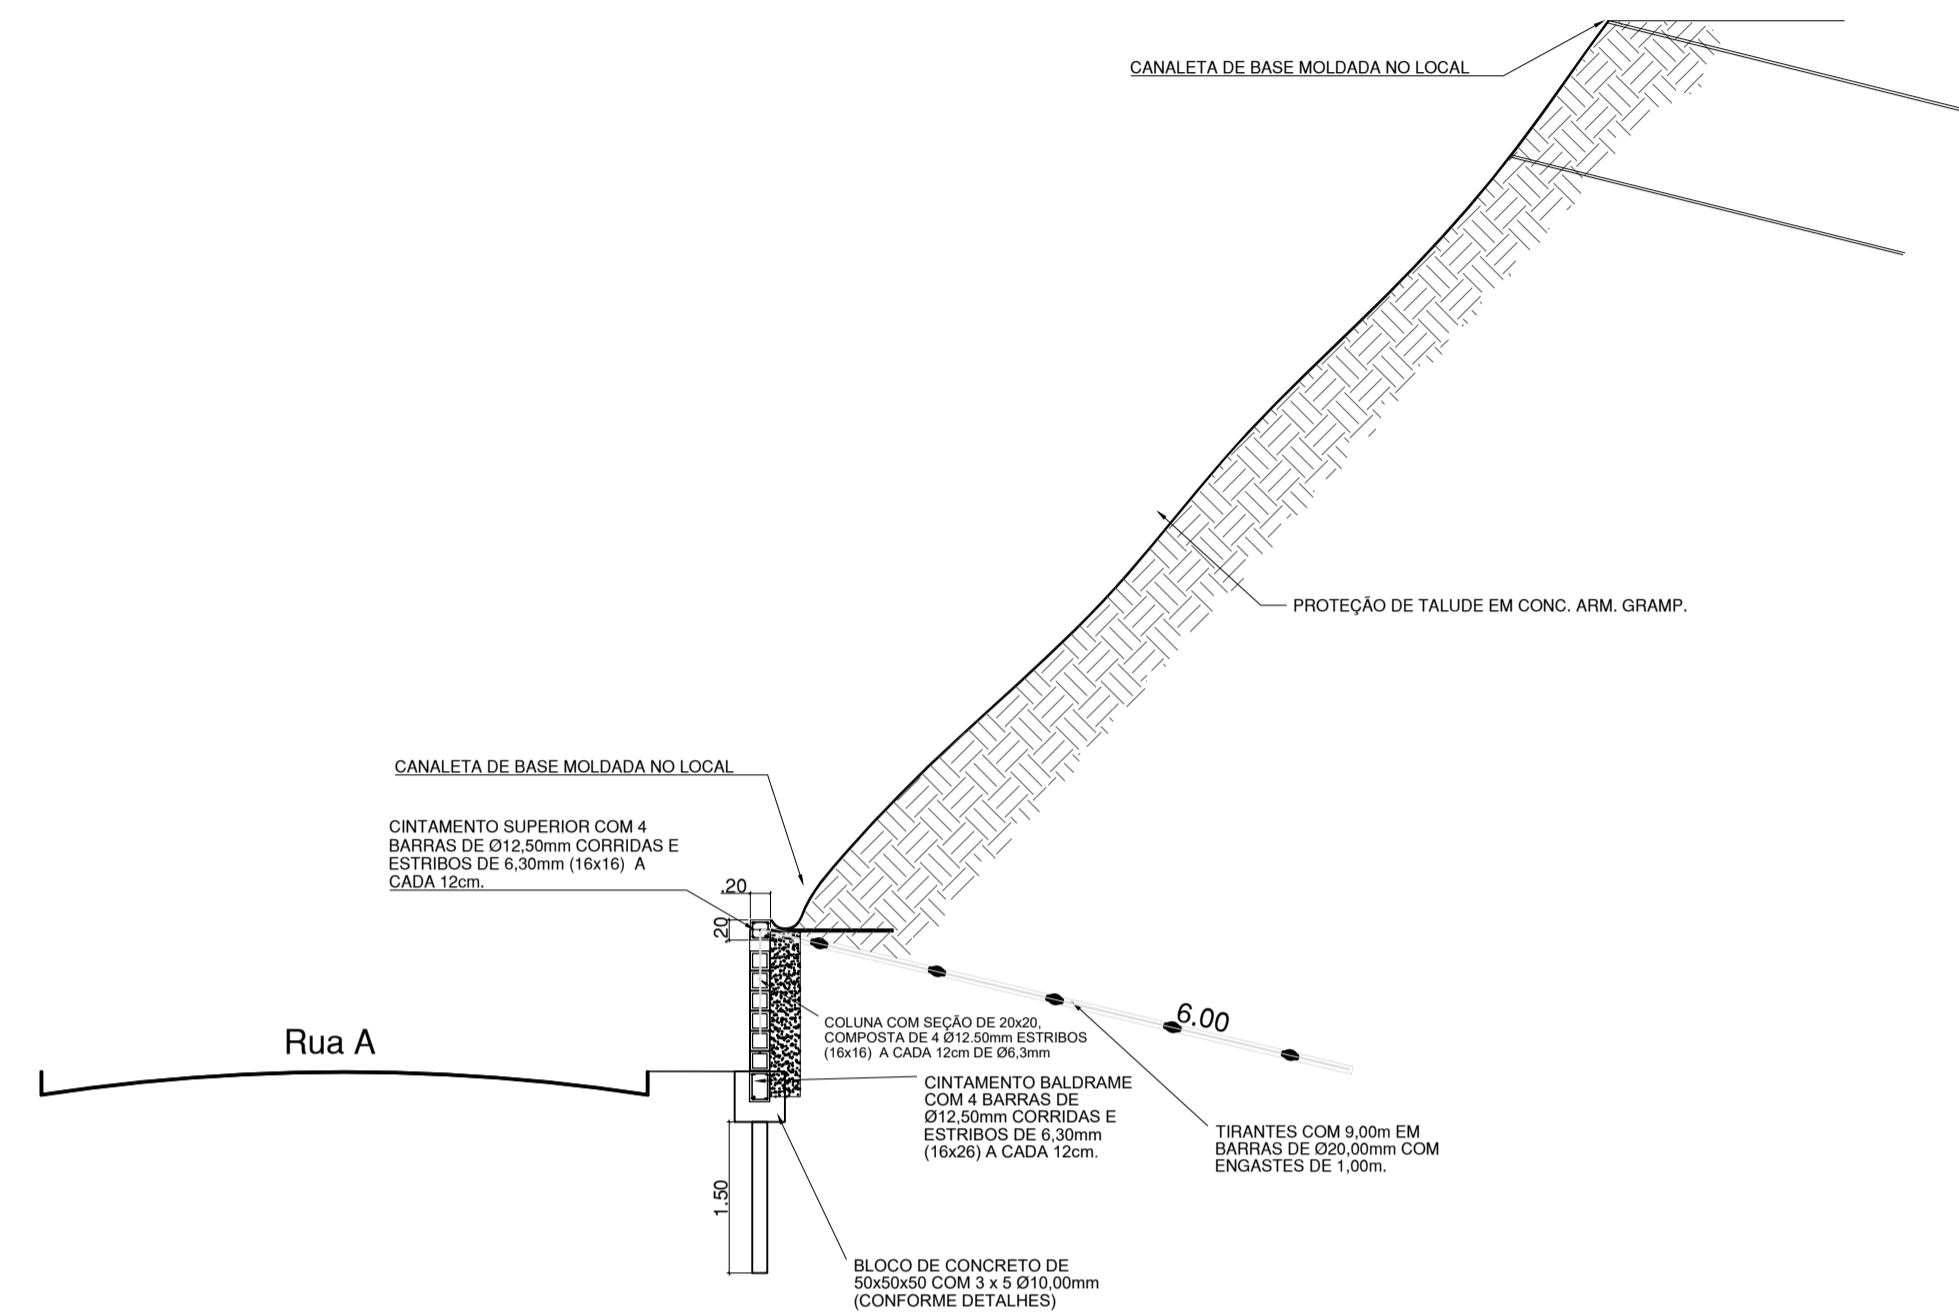 CANALETA DE BASE MOLDADA NO LOCAL
PROTEÇÃO DE TALUDE EM CONC. ARM. GRAMP.
CANALETA DE BASE MOLDADA NO LOCAL
CINTAMENTO SUPERIOR COM 4
BARRAS DE Ø12,50mm CORRIDAS E
ESTRIBOS DE 6,30mm (16x16) A
CADA 12cm.
.20
.20
6.00
Rua A
COLUNA COM SEÇÃO DE 20x20,
COMPOSTA DE 4 Ø12.50mm ESTRIBOS
(16x16) A CADA 12cm DE Ø6,3mm
CINTAMENTO BALDRAME
COM 4 BARRAS DE
Ø12,50mm CORRIDAS E
ESTRIBOS DE 6,30mm
(16x26) A CADA 12cm.
TIRANTES COM 9,00m EM
BARRAS DE Ø20,00mm COM
ENGASTES DE 1,00m.
1.50
BLOCO DE CONCRETO DE
50x50x50 COM 3 x 5 Ø10,00mm
(CONFORME DETALHES)